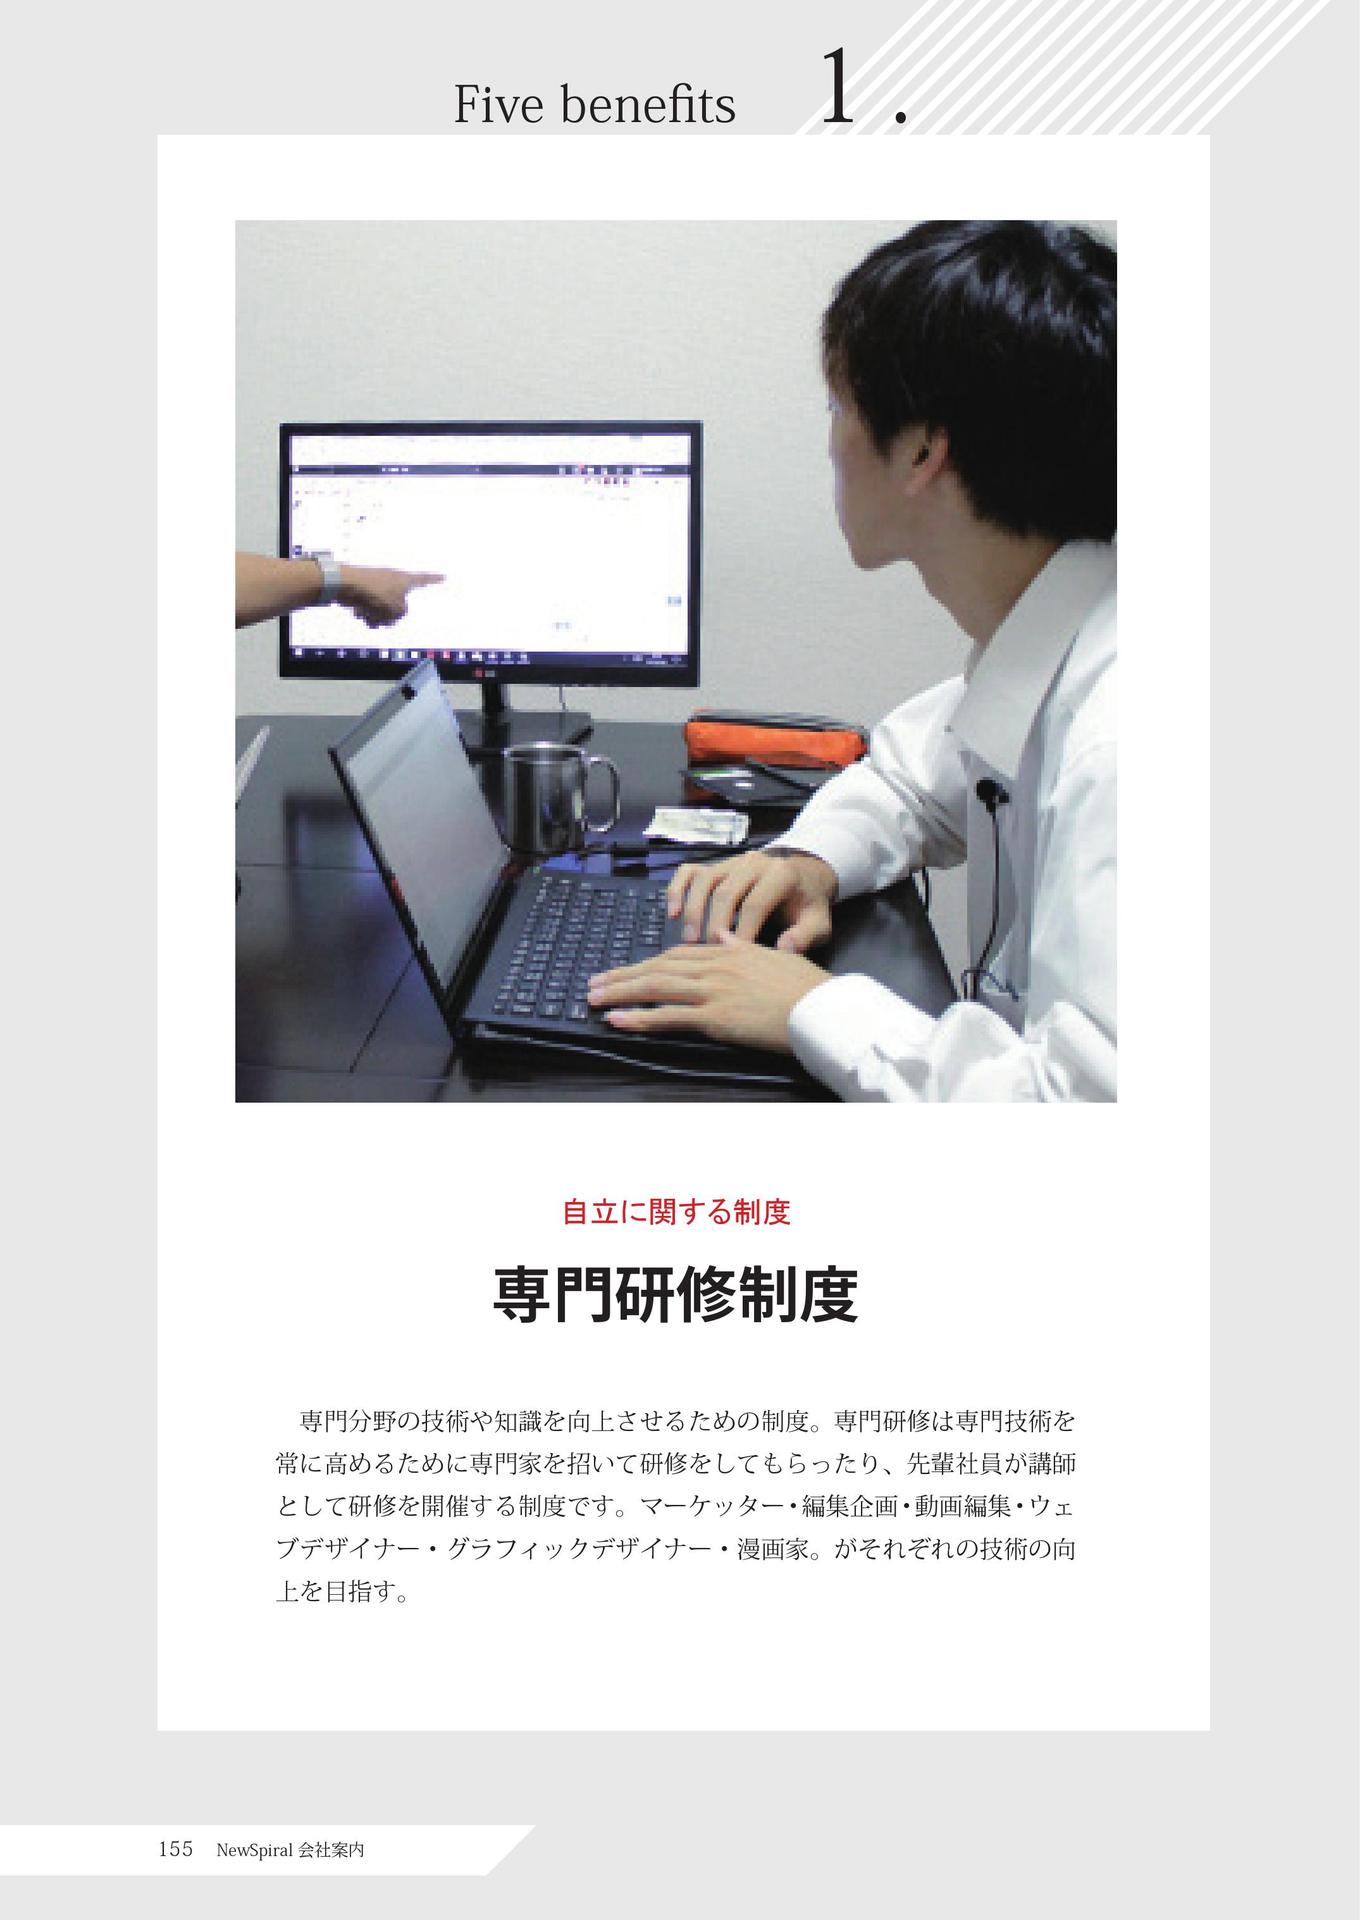 Five benefits 1 .
自立に関する制度
専門研修制度
　専門分野の技術や知識を向上させるための制度。専門研修は専門技術を
常に高めるために専門家を招いて研修をしてもらったり、先輩社員が講師
として研修を開催する制度です。マーケッター・編集企画・動画編集・ウェ
ブデザイナー・グラフィックデザイナー・漫画家。がそれぞれの技術の向
上を目指す。
155 NewSpiral 会社案内